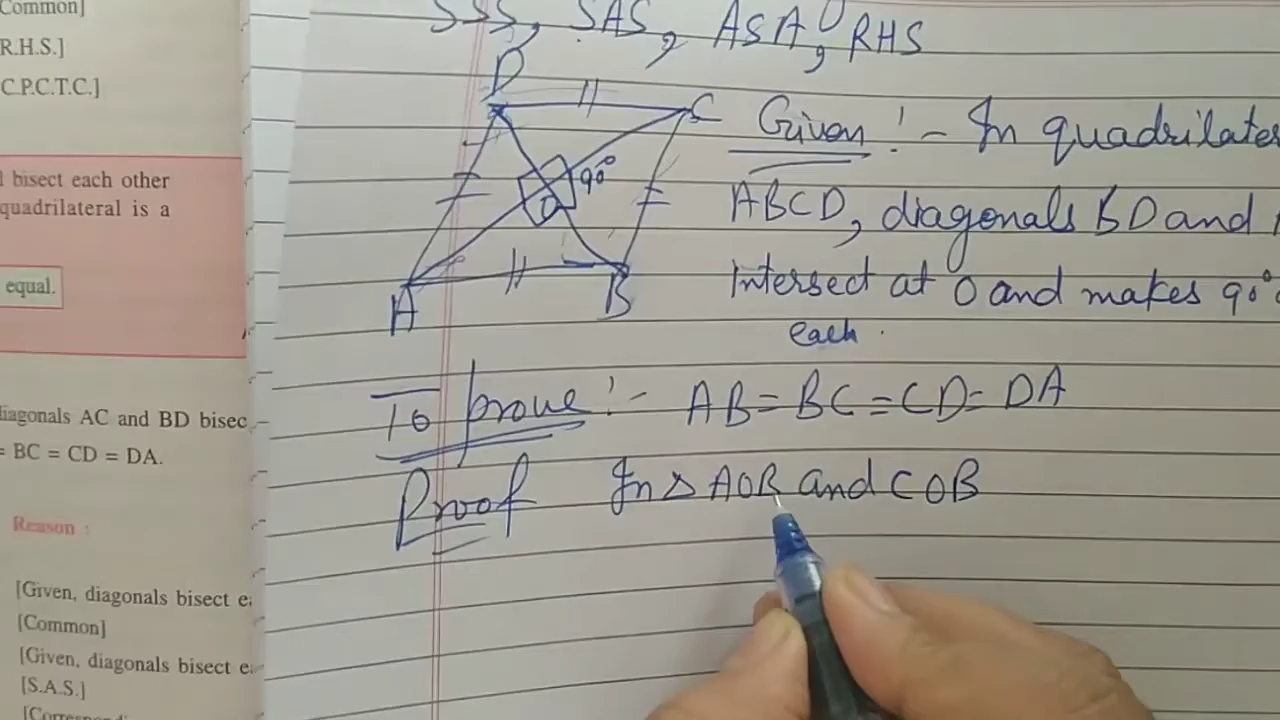 Common]
R.H.S.]
C.P.C.T.C.]
bisect each other
quadrilateral is a
equal.
diagonals AC and BD bisec
= BC = CD = DA.
Reason :
[Given, diagonals bisect e
[Common]
[Given, diagonals bisect e
[S.A.S.]
SSS, SAS, ASA, RHS
D
C
90°
O
A
B
Given :- In quadrilater
ABCD, diagonals BD and
Intersect at O and makes 90°
each.
To prove :- AB = BC = CD = DA
Proof In △ AOB and COB